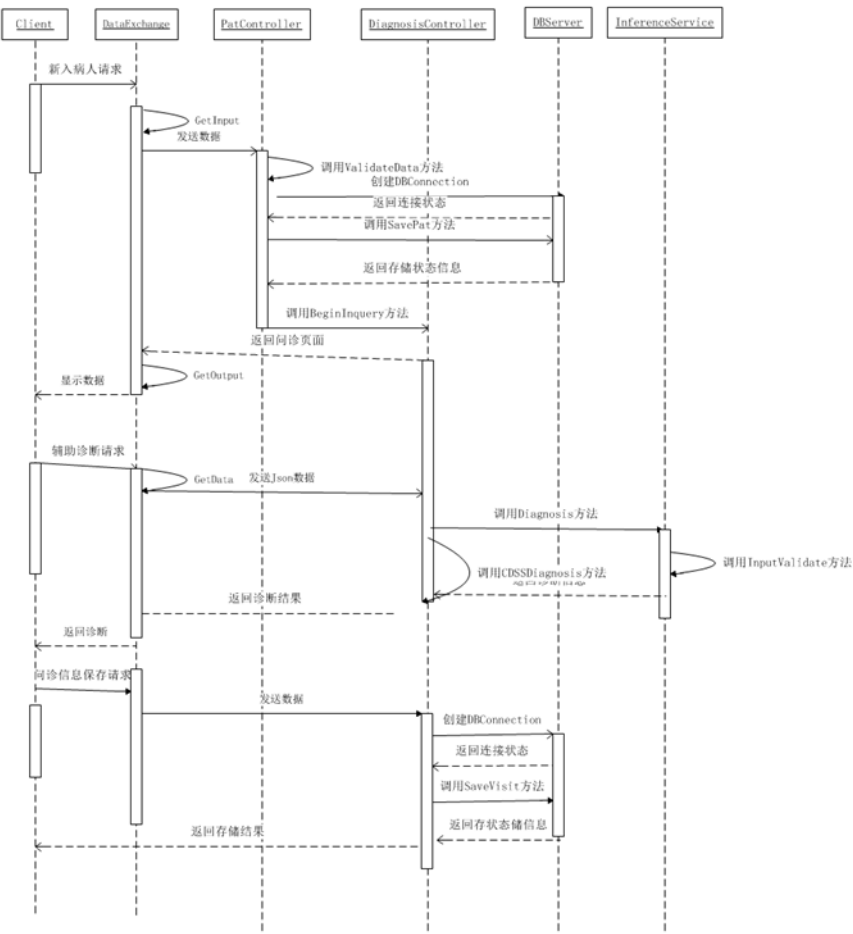 Client
DataExchange
PatController
DiagnosisController
DBServer
InferenceService
新入病人请求
GetInput
发送数据
调用ValidateData方法
创建DBConnection
返回连接状态
调用SavePat方法
返回存储状态信息
调用BeginInquery方法
返回问诊页面
GetOutput
显示数据
辅助诊断请求
GetData
发送Json数据
调用Diagnosis方法
调用InputValidate方法
调用CDSSDiagnosis方法
返回诊断结果
返回诊断
问诊信息保存请求
发送数据
创建DBConnection
返回连接状态
调用SaveVisit方法
返回存状态储信息
返回存储结果